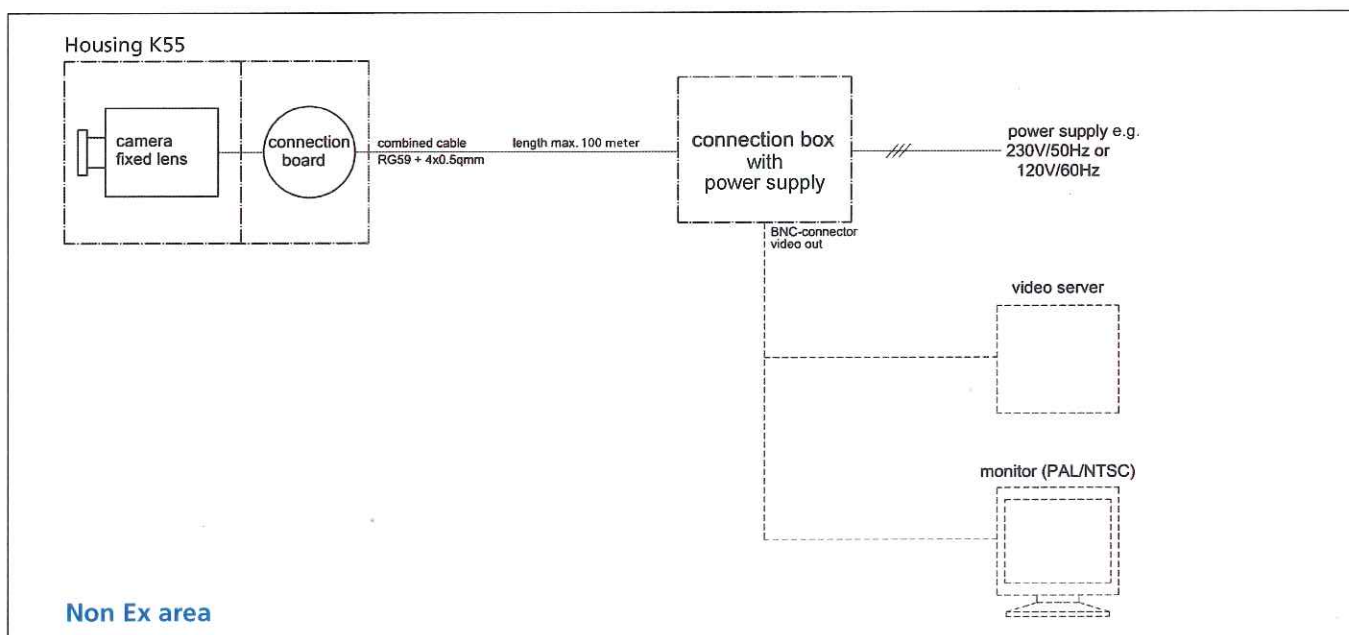 Housing K55
camera
fixed lens
connection
board
combined cable
RG59 + 4x0.5qmm
length max. 100 meter
connection box
with
power supply
power supply e.g.
230V/50Hz or
120V/60Hz
BNC-connector
video out
video server
monitor (PAL/NTSC)
Non Ex area